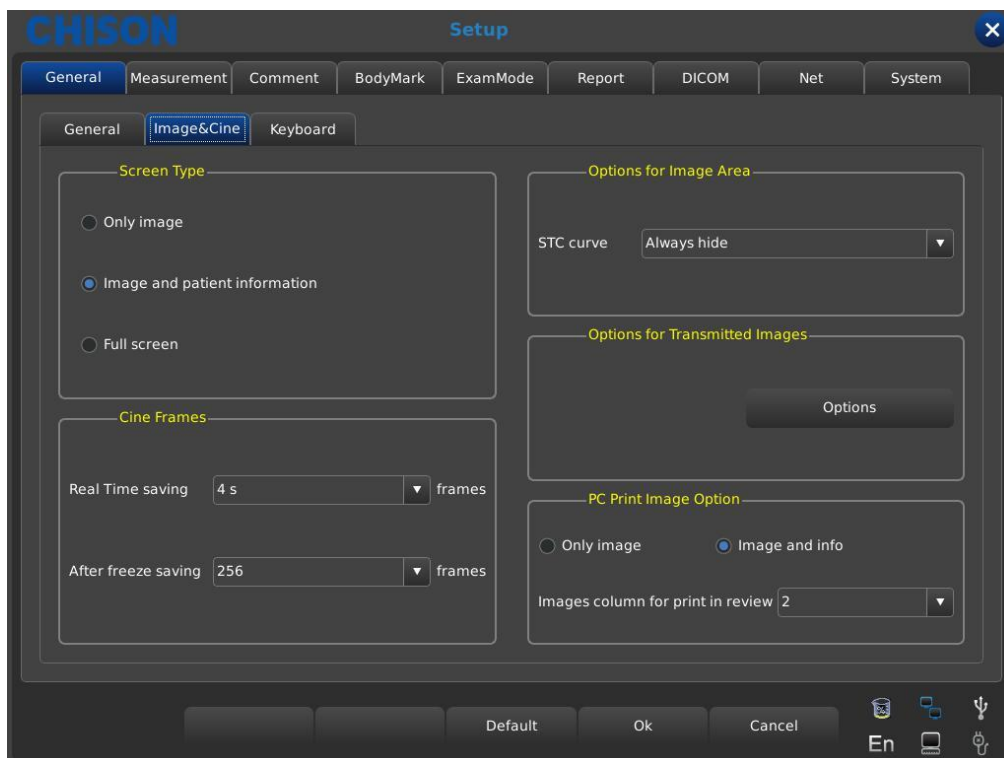 CHISON
Setup
General Measurement Comment BodyMark ExamMode Report DICOM Net System
General Image&Cine Keyboard
Screen Type
Only image
Image and patient information
Full screen
Cine Frames
Real Time saving 4 s frames
After freeze saving 256 frames
Options for Image Area
STC curve Always hide
Options for Transmitted Images
Options
PC Print Image Option
Only image Image and info
Images column for print in review 2
Default Ok Cancel
En